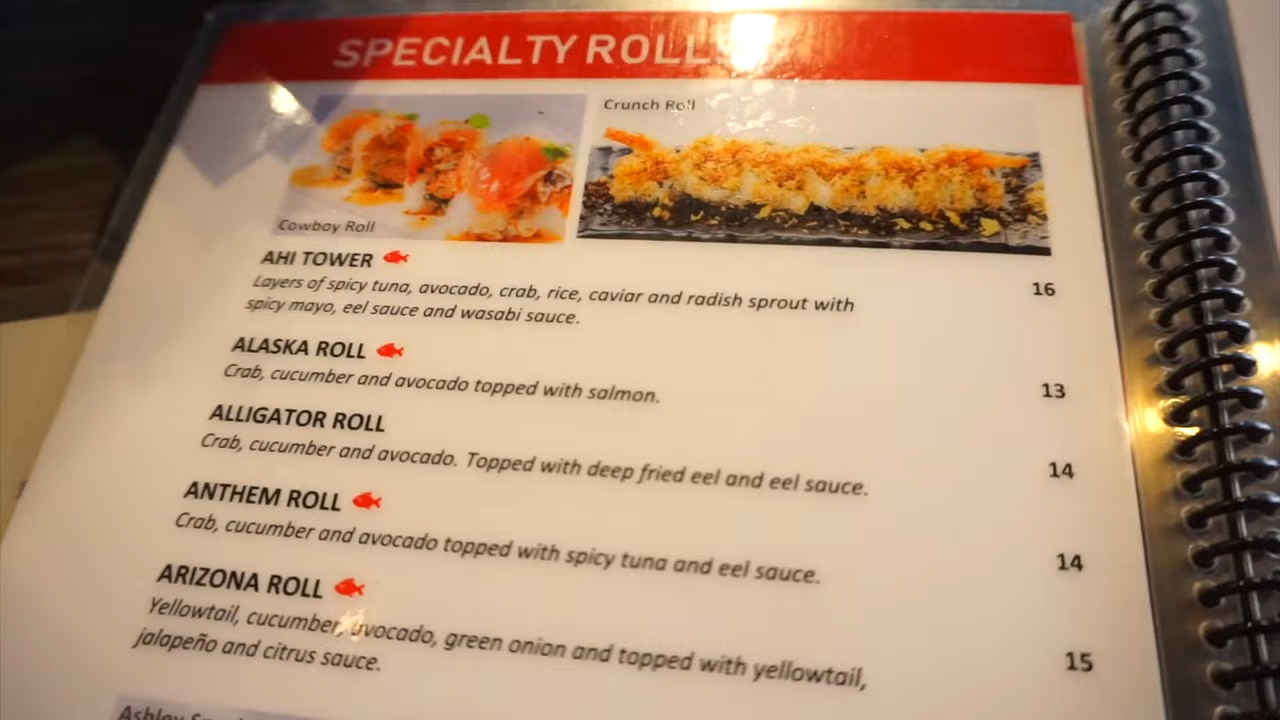 SPECIALTY ROLL
Crunch Roll
Cowboy Roll
AHI TOWER
Layers of spicy tuna, avocado, crab, rice, caviar and radish sprout with
spicy mayo, eel sauce and wasabi sauce.
16
ALASKA ROLL
Crab, cucumber and avocado topped with salmon.
13
ALLIGATOR ROLL
Crab, cucumber and avocado. Topped with deep fried eel and eel sauce.
14
ANTHEM ROLL
Crab, cucumber and avocado topped with spicy tuna and eel sauce.
14
ARIZONA ROLL
Yellowtail, cucumber, avocado, green onion and topped with yellowtail,
jalapeño and citrus sauce.
15
Ashley